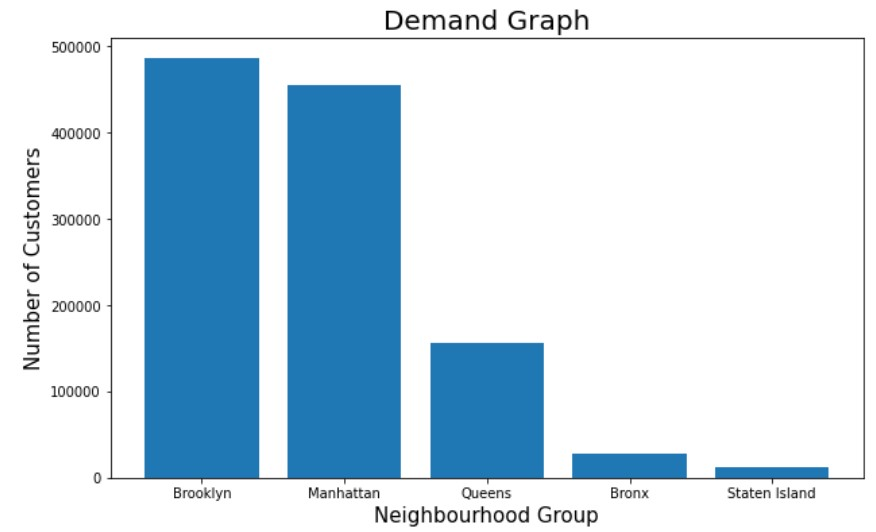 Demand Graph
Number of Customers
500000
400000
300000
200000
100000
0
Brooklyn Manhattan Queens Bronx Staten Island
Neighbourhood Group